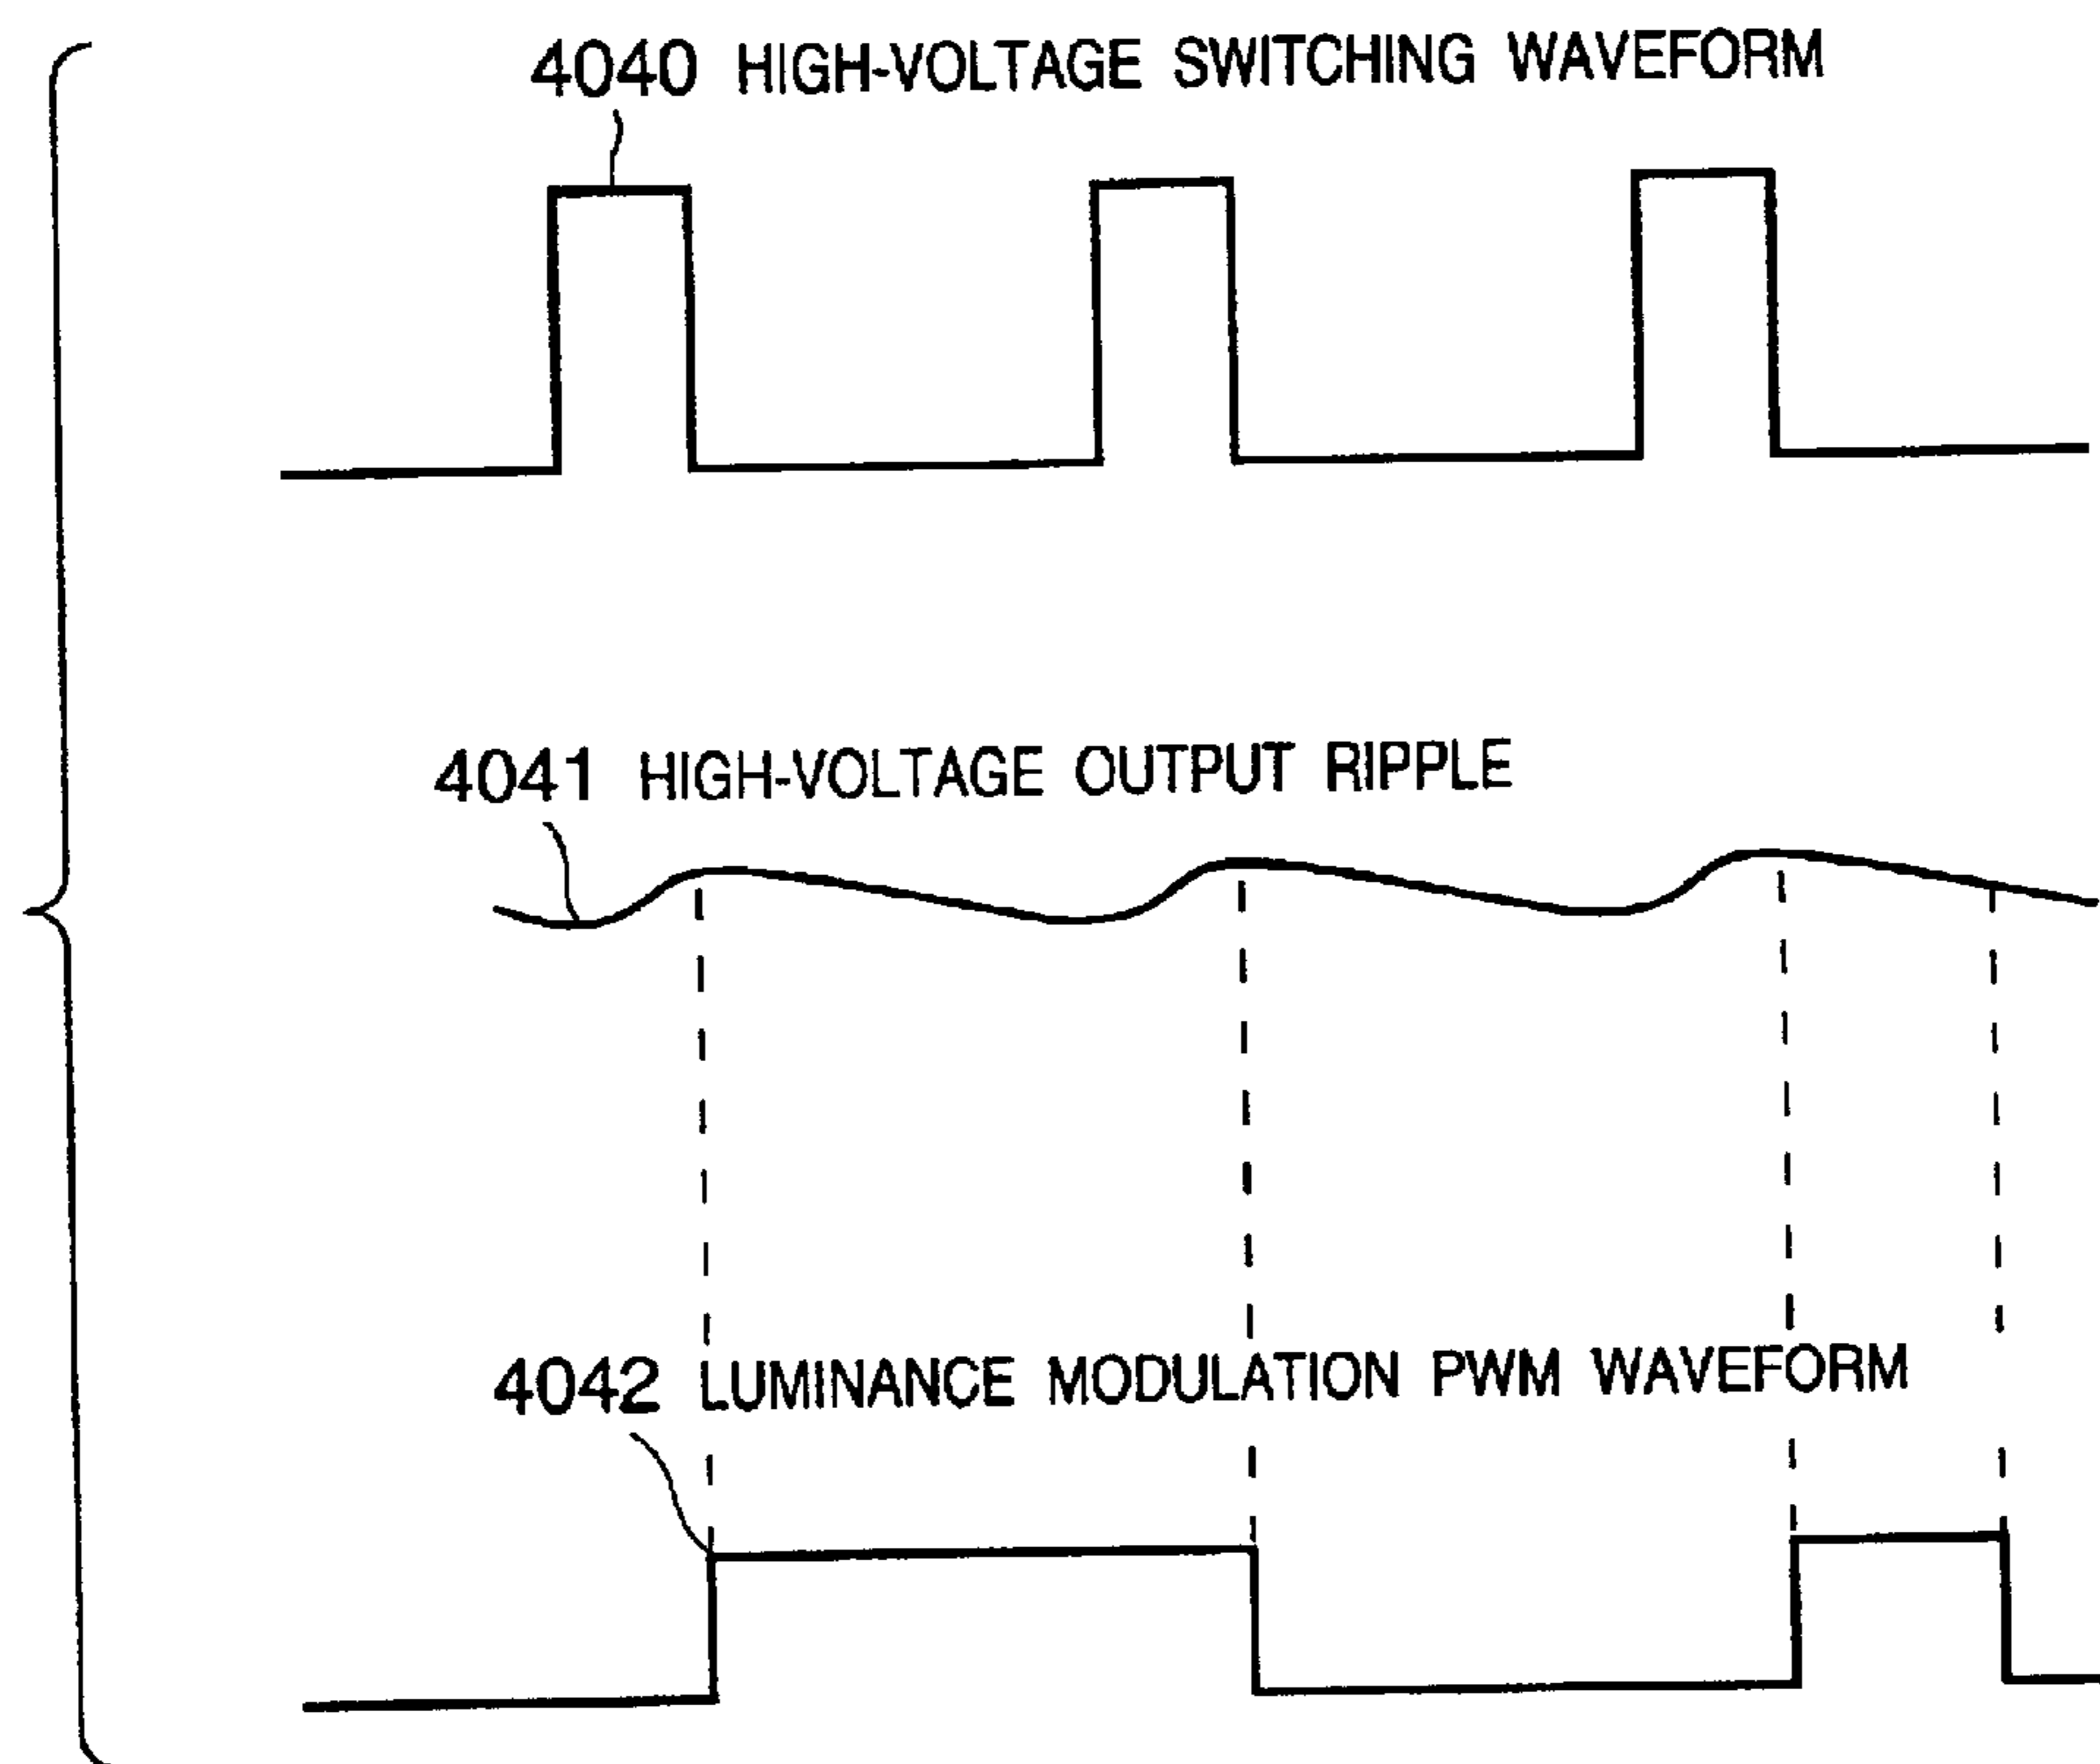 4040 HIGH-VOLTAGE SWITCHING WAVEFORM
4041 HIGH-VOLTAGE OUTPUT RIPPLE
4042 LUMINANCE MODULATION PWM WAVEFORM